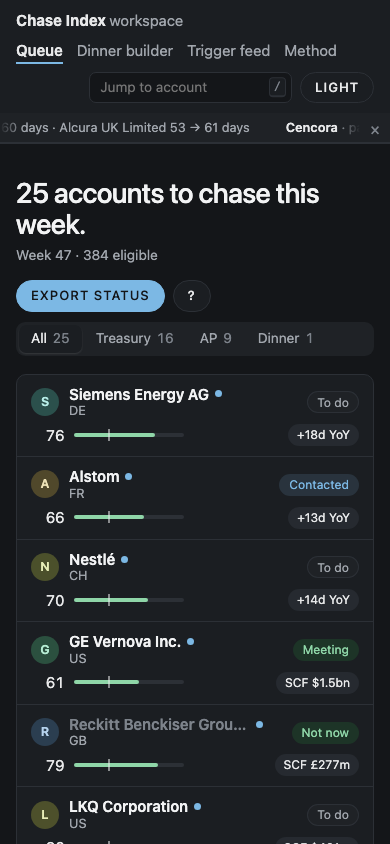 Chase Index workspace
Queue Dinner builder Trigger feed Method
Jump to account /
LIGHT
60 days · Alcura UK Limited 53 → 61 days Cencora ·
×
25 accounts to chase this
week.
Week 47 · 384 eligible
EXPORT STATUS
?
All 25 Treasury 16 AP 9 Dinner 1
S Siemens Energy AG To do
DE
76 +18d YoY
A Alstom Contacted
FR
66 +13d YoY
N Nestlé To do
CH
70 +14d YoY
G GE Vernova Inc. Meeting
US
61 SCF $1.5bn
R Reckitt Benckiser Grou... Not now
GB
79 SCF £277m
L LKQ Corporation To do
US